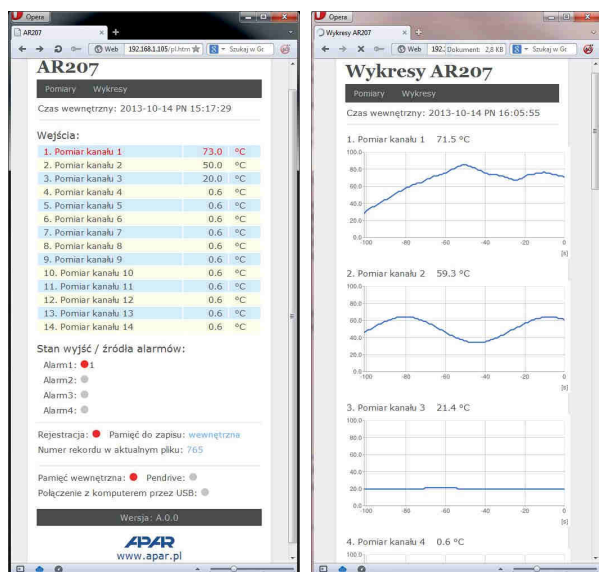 Opera
AR207
Web 192.168.1.105/pl.htm Szukaj w Gc
AR207
Pomiary Wykresy
Czas wewnętrzny: 2013-10-14 PN 15:17:29
Wejścia:
1. Pomiar kanału 1 73.0 °C
2. Pomiar kanału 2 50.0 °C
3. Pomiar kanału 3 20.0 °C
4. Pomiar kanału 4 0.6 °C
5. Pomiar kanału 5 0.6 °C
6. Pomiar kanału 6 0.6 °C
7. Pomiar kanału 7 0.6 °C
8. Pomiar kanału 8 0.6 °C
9. Pomiar kanału 9 0.6 °C
10. Pomiar kanału 10 0.6 °C
11. Pomiar kanału 11 0.6 °C
12. Pomiar kanału 12 0.6 °C
13. Pomiar kanału 13 0.6 °C
14. Pomiar kanału 14 0.6 °C
Stan wyjść / źródła alarmów:
Alarm1: 1
Alarm2:
Alarm3:
Alarm4:
Rejestracja: Pamięć do zapisu: wewnętrzna
Numer rekordu w aktualnym pliku: 765
Pamięć wewnętrzna: Pendrive:
Połączenie z komputerem przez USB:
Wersja: A.0.0
APAR
www.apar.pl
Opera
Wykresy AR207
Web 192. Dokument: 2,8 KB Szukaj w Gc
Wykresy AR207
Pomiary Wykresy
Czas wewnętrzny: 2013-10-14 PN 16:05:55
1. Pomiar kanału 1 71.5 °C
100.0
80.0
60.0
40.0
20.0
-100 -80 -60 -40 -20 0
[s]
2. Pomiar kanału 2 59.3 °C
100.0
80.0
60.0
40.0
20.0
0.0
-100 -80 -60 -40 -20 0
[s]
3. Pomiar kanału 3 21.4 °C
100.0
80.0
60.0
40.0
20.0
0.0
-100 -80 -60 -40 -20 0
[s]
4. Pomiar kanału 4 0.6 °C
100.0